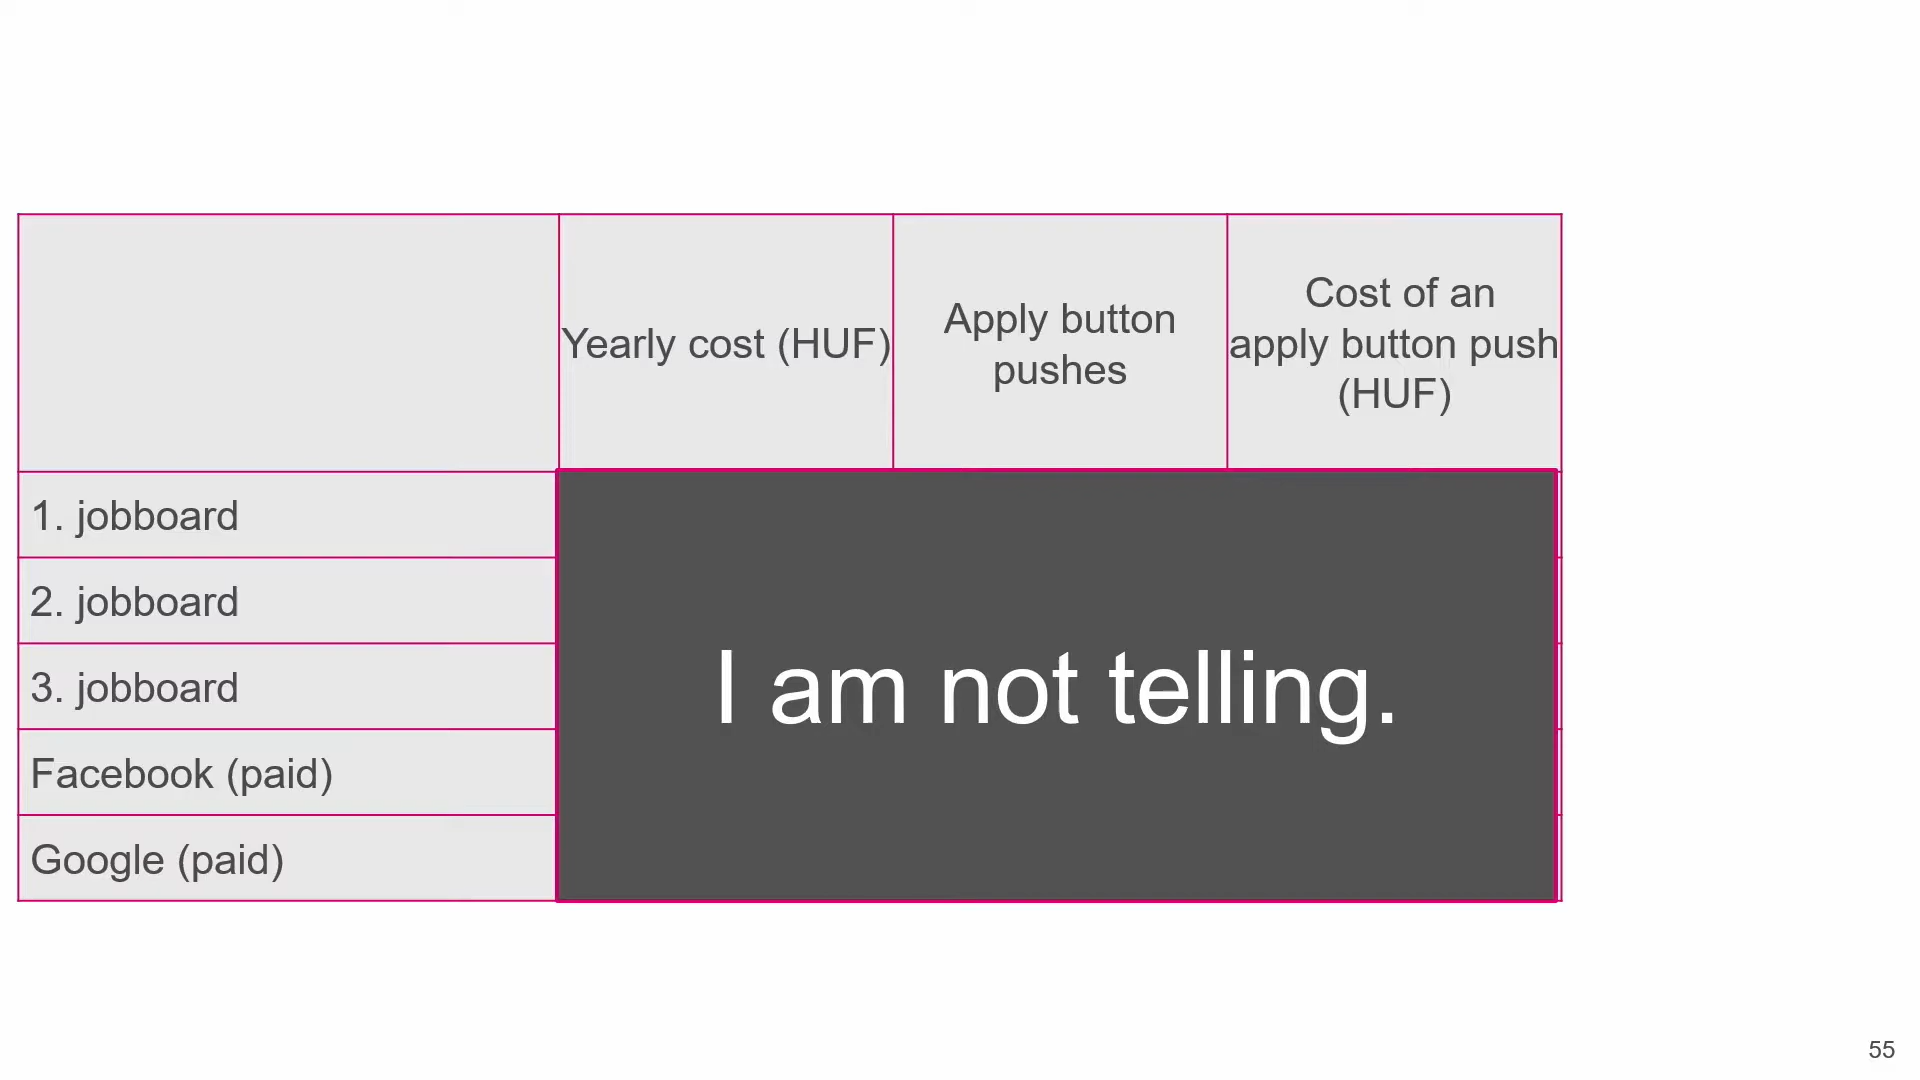 Yearly cost (HUF)
Apply button
pushes
Cost of an
apply button push
(HUF)
1. jobboard
2. jobboard
3. jobboard
Facebook (paid)
Google (paid)
I am not telling.
55